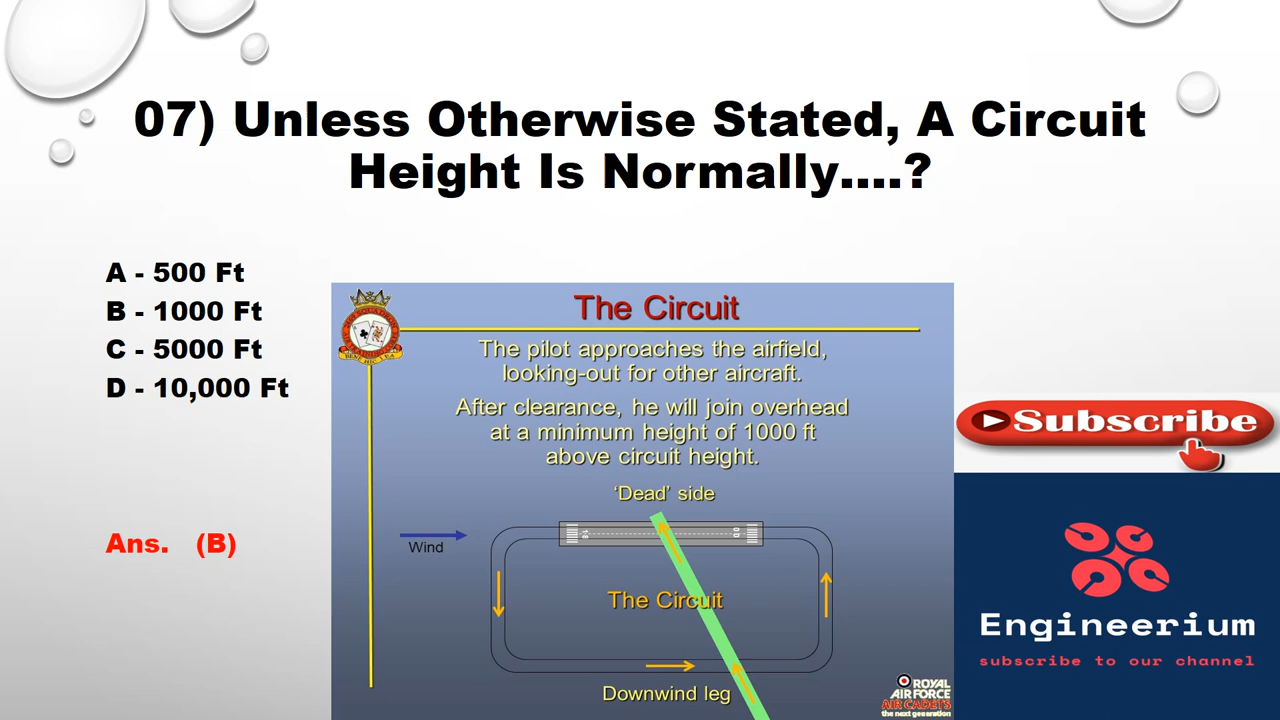 07) Unless Otherwise Stated, A Circuit
Height Is Normally....?
A - 500 Ft
B - 1000 Ft
C - 5000 Ft
D - 10,000 Ft
Ans. (B)
The Circuit
The pilot approaches the airfield,
looking-out for other aircraft.
After clearance, he will join overhead
at a minimum height of 1000 ft
above circuit height.
'Dead' side
Wind
The Circuit
Downwind leg
ROYAL
AIR FORCE
AIR CADETS
the next generation
Subscribe
Engineerium
subscribe to our channel